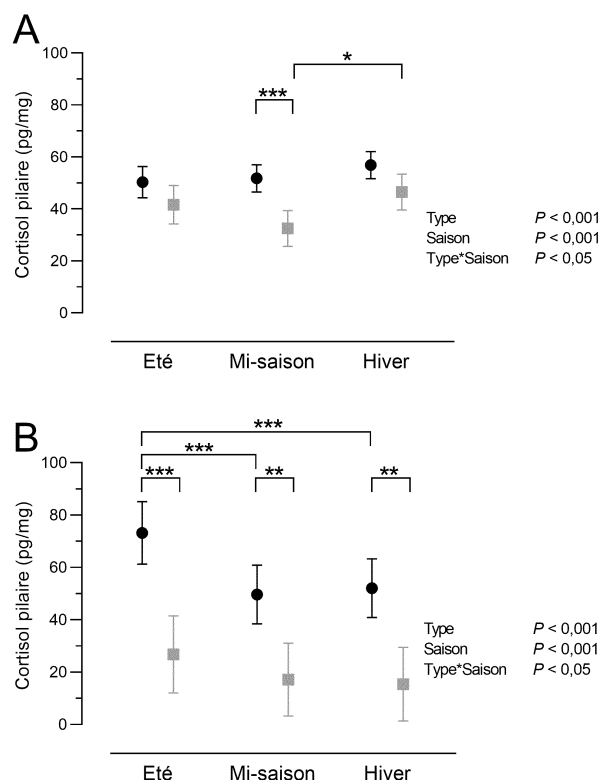 A
100
*
80
***
60
40
20
0
Cortisol pilaire (pg/mg)
Type P < 0,001
Saison P < 0,001
Type*Saison P < 0,05
Eté Mi-saison Hiver
B
***
***
100
*** ** **
80
60
40
20
0
Cortisol pilaire (pg/mg)
Type P < 0,001
Saison P < 0,001
Type*Saison P < 0,05
Eté Mi-saison Hiver